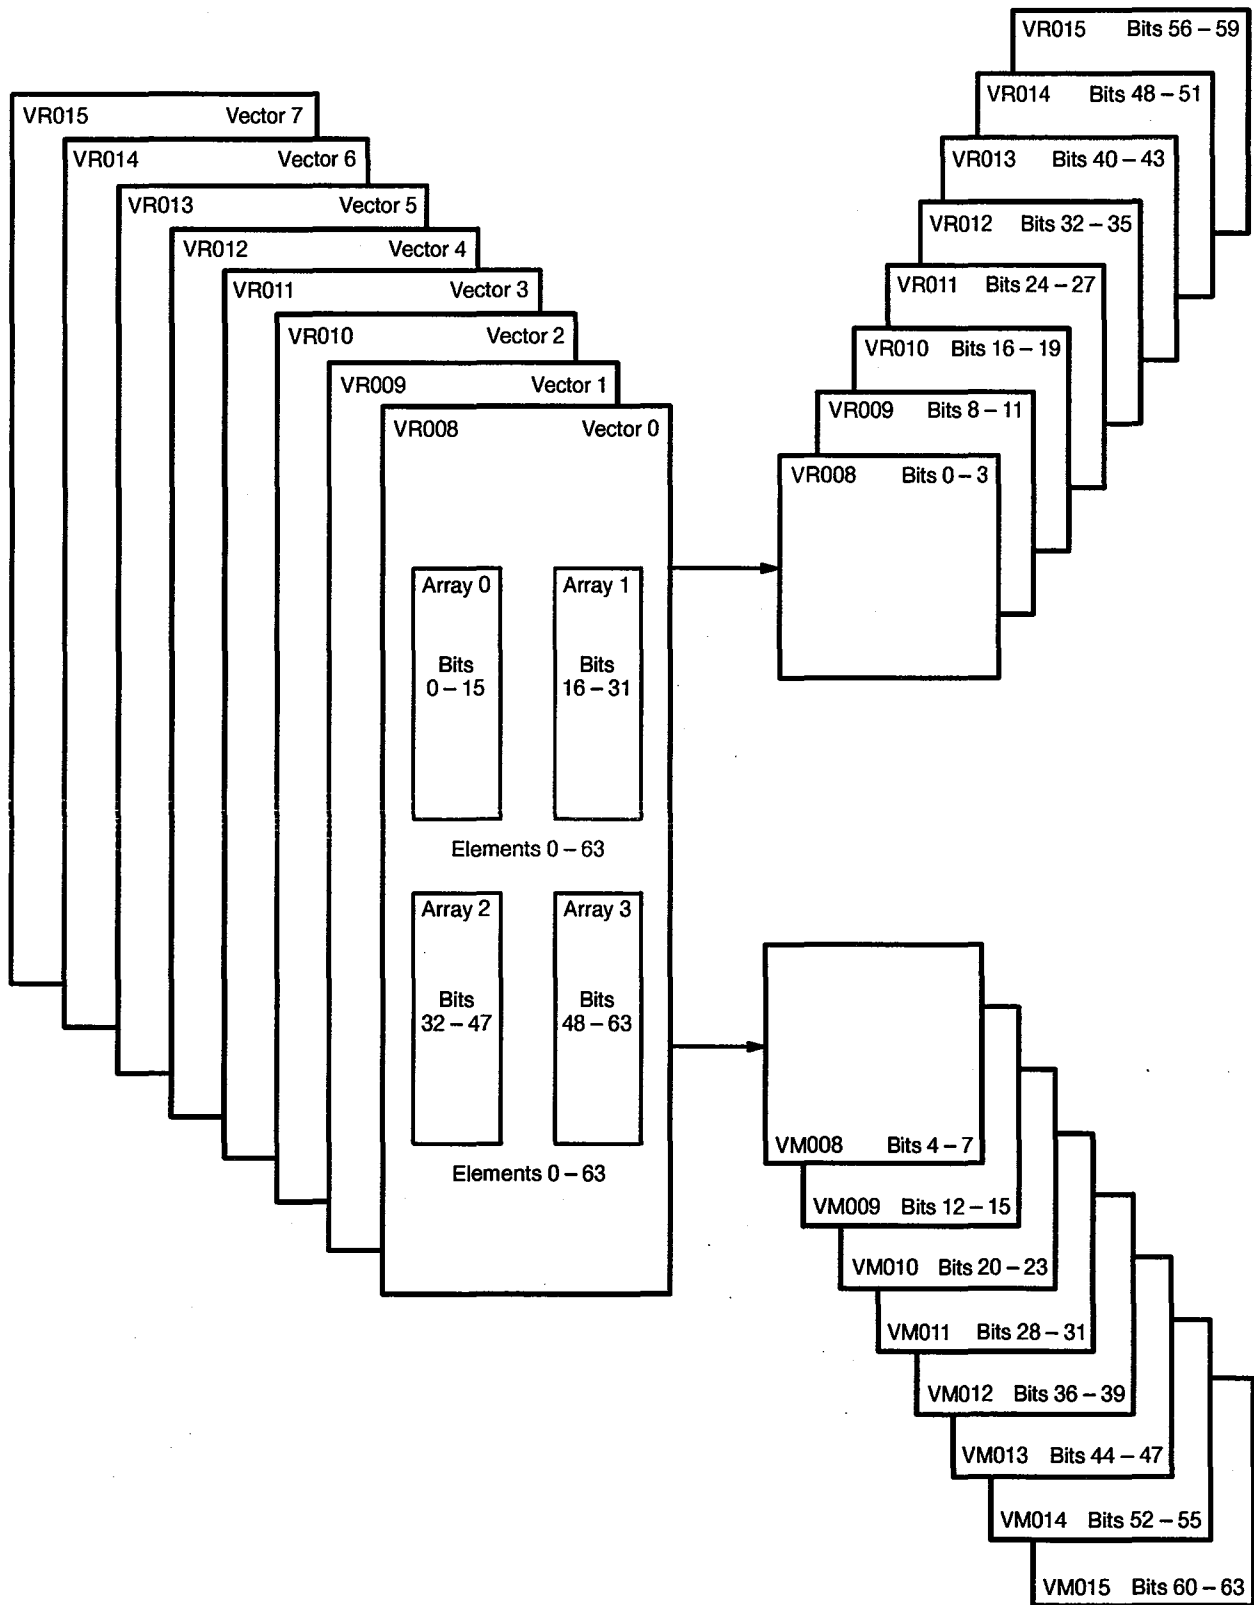 VR015 Vector 7
VR014 Vector 6
VR013 Vector 5
VR012 Vector 4
VR011 Vector 3
VR010 Vector 2
VR009 Vector 1
VR008 Vector 0
Array 0
Bits
0 – 15
Array 1
Bits
16 – 31
Elements 0 – 63
Array 2
Bits
32 – 47
Array 3
Bits
48 – 63
Elements 0 – 63
VR015 Bits 56 – 59
VR014 Bits 48 – 51
VR013 Bits 40 – 43
VR012 Bits 32 – 35
VR011 Bits 24 – 27
VR010 Bits 16 – 19
VR009 Bits 8 – 11
VR008 Bits 0 – 3
VM008 Bits 4 – 7
VM009 Bits 12 – 15
VM010 Bits 20 – 23
VM011 Bits 28 – 31
VM012 Bits 36 – 39
VM013 Bits 44 – 47
VM014 Bits 52 – 55
VM015 Bits 60 – 63